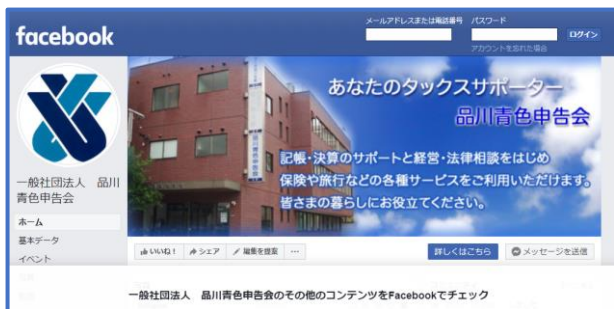 facebook
メールアドレスまたは電話番号
パスワード
ログイン
アカウントを忘れた場合
あなたのタックスサポーター
品川青色申告会
記帳・決算のサポートと経営・法律相談をはじめ
保険や旅行などの各種サービスをご利用いただけます。
皆さまの暮らしにお役立てください。
一般社団法人 品川
青色申告会
ホーム
基本データ
イベント
いいね！
シェア
編集を提案
…
詳しくはこちら
メッセージを送信
一般社団法人 品川青色申告会のその他のコンテンツをFacebookでチェック